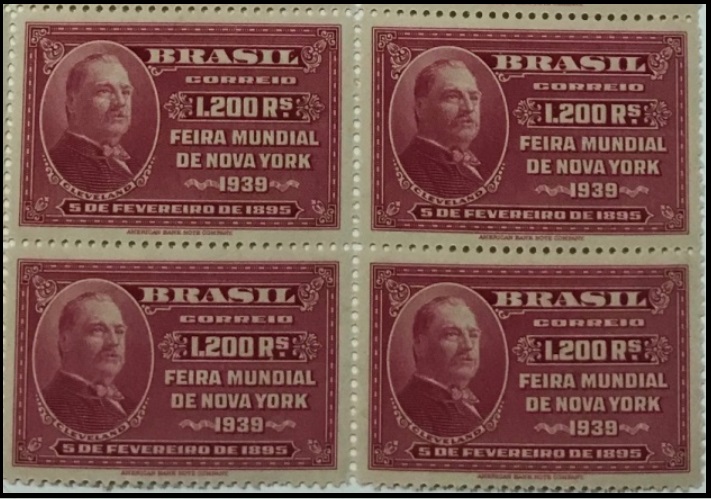 BRASIL
CORREIO
1.200 Rs.
FEIRA MUNDIAL
DE NOVA YORK
1939
CLEVELAND
5 DE FEVEREIRO DE 1895
AMERICAN BANK NOTE COMPANY
BRASIL
CORREIO
1.200 Rs.
FEIRA MUNDIAL
DE NOVA YORK
1939
CLEVELAND
5 DE FEVEREIRO DE 1895
AMERICAN BANK NOTE COMPANY
BRASIL
CORREIO
1.200 Rs.
FEIRA MUNDIAL
DE NOVA YORK
1939
CLEVELAND
5 DE FEVEREIRO DE 1895
AMERICAN BANK NOTE COMPANY
BRASIL
CORREIO
1.200 Rs.
FEIRA MUNDIAL
DE NOVA YORK
1939
CLEVELAND
5 DE FEVEREIRO DE 1895
AMERICAN BANK NOTE COMPANY